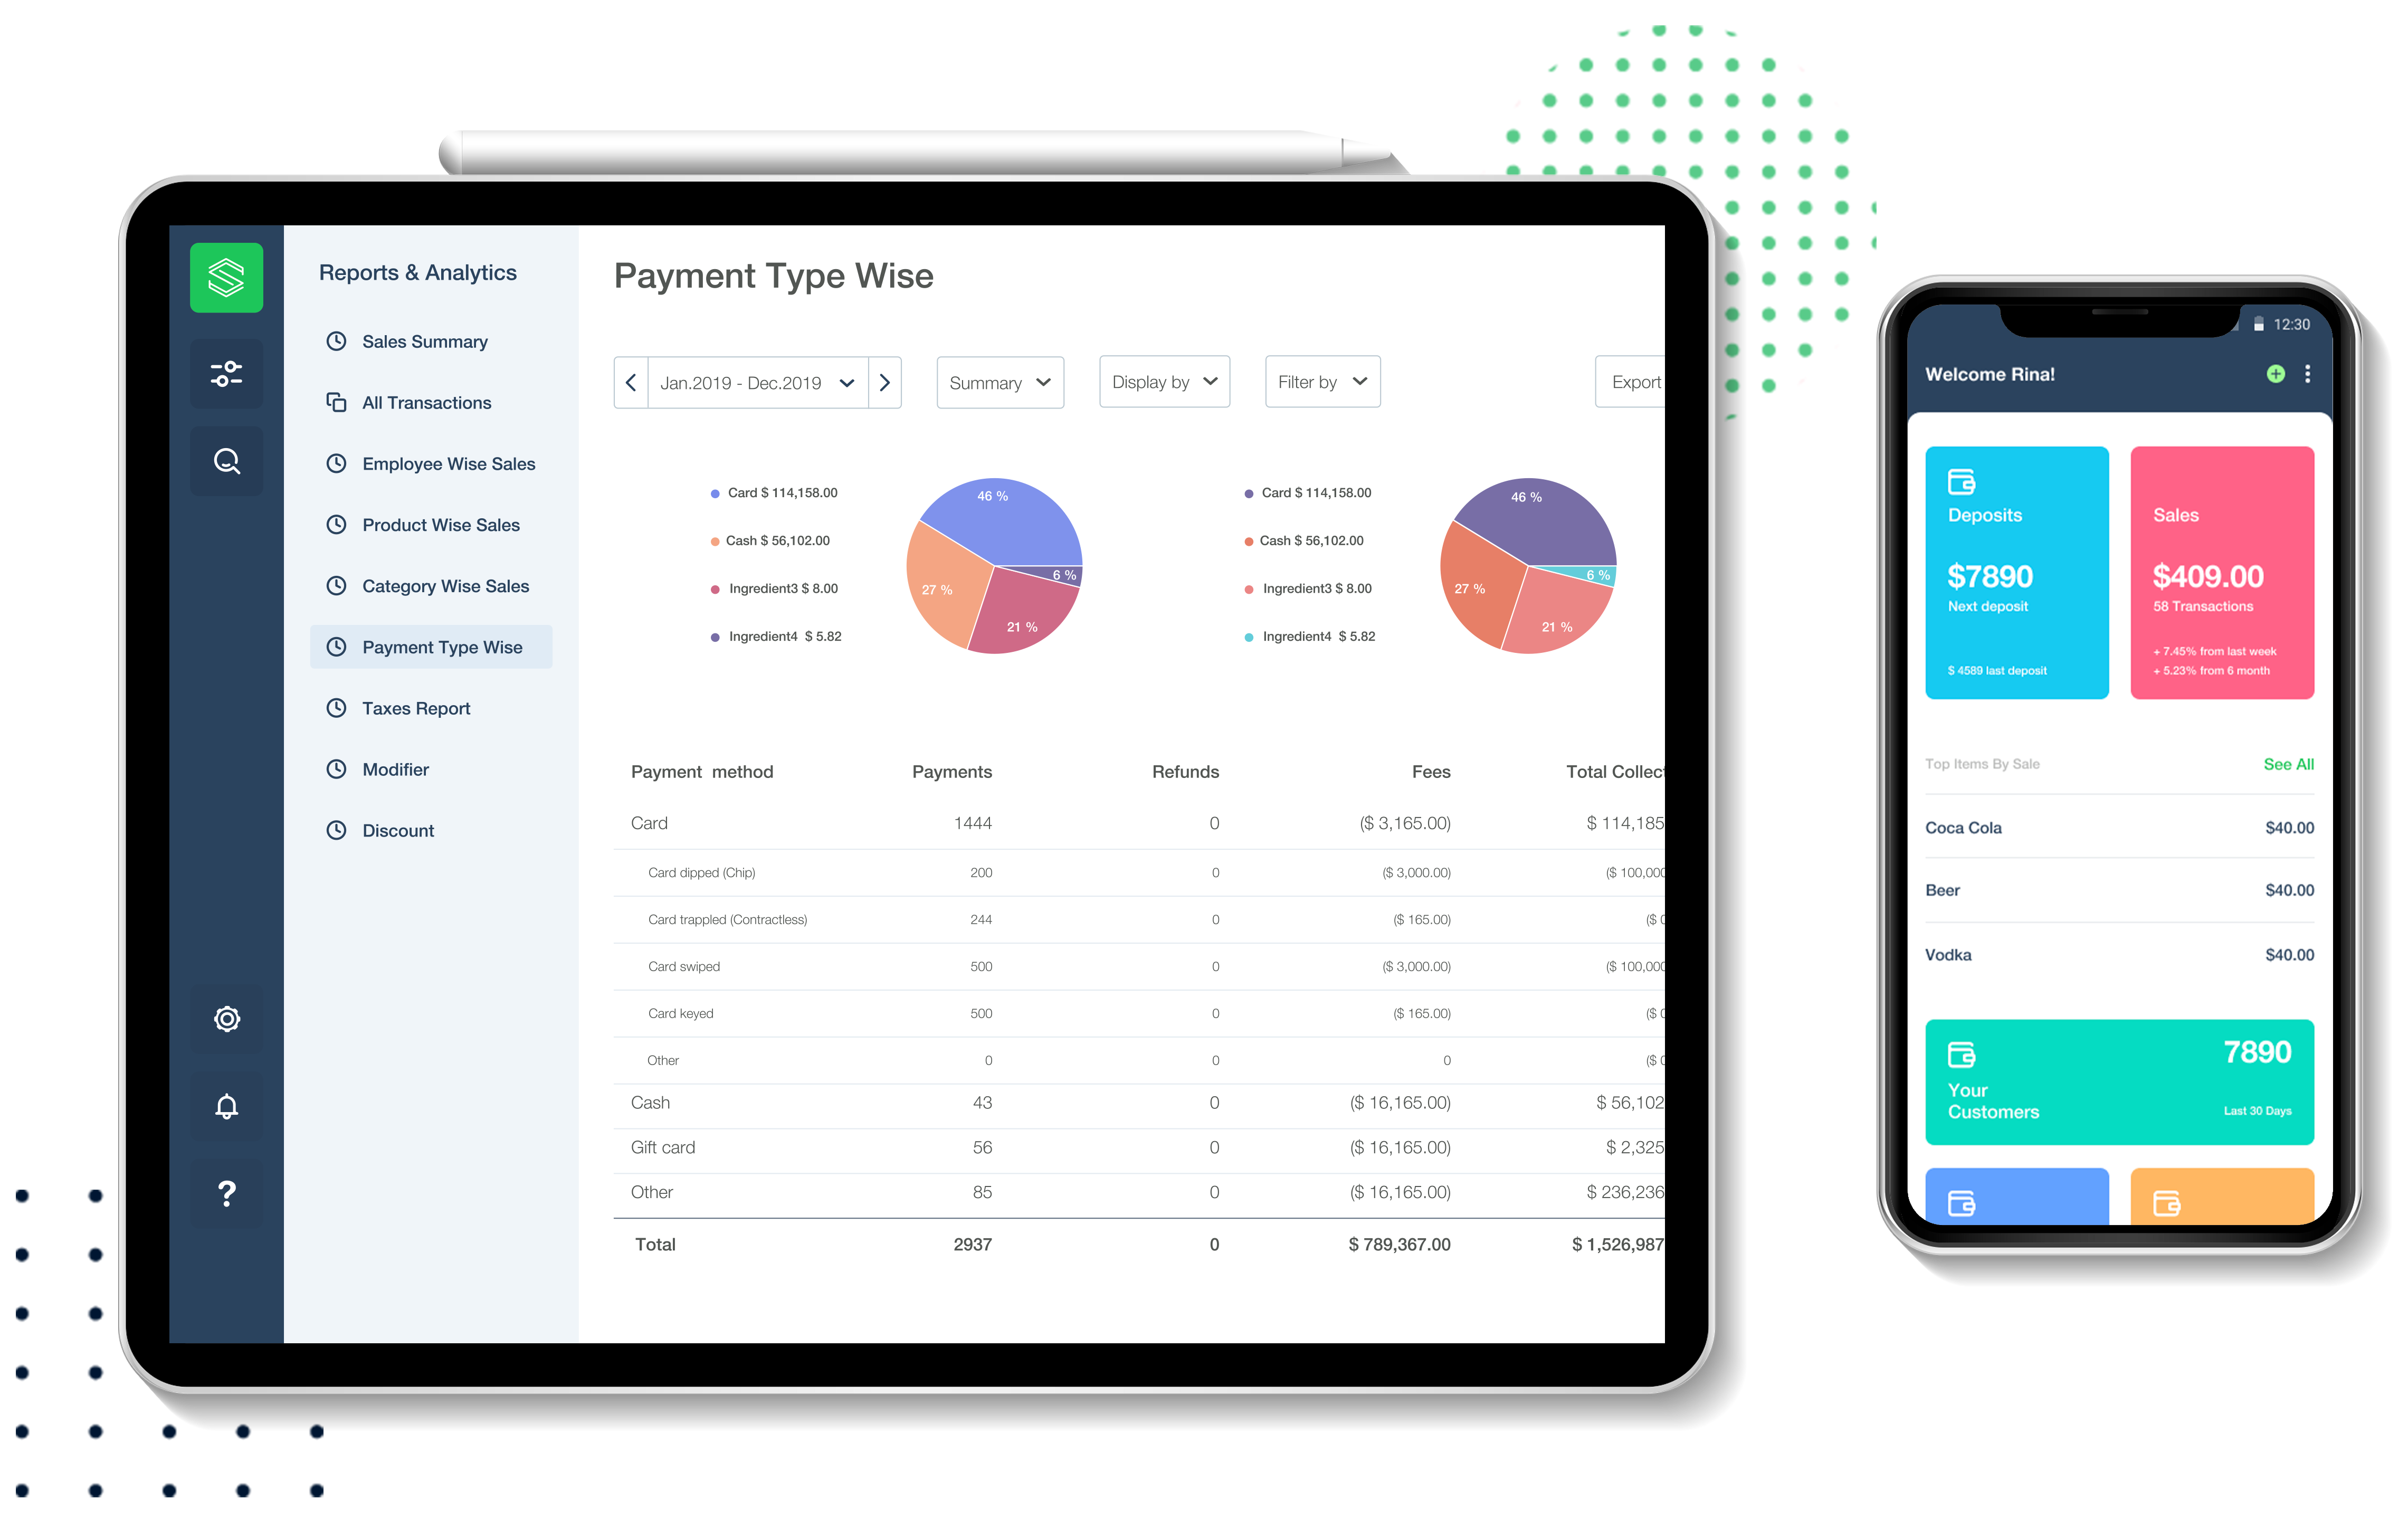 Reports & Analytics
Sales Summary
All Transactions
Employee Wise Sales
Product Wise Sales
Category Wise Sales
Payment Type Wise
Taxes Report
Modifier
Discount
?
Payment Type Wise
Jan.2019 - Dec.2019 Summary Display by Filter by Export
Card $ 114,158.00
Cash $ 56,102.00
Ingredient3 $ 8.00
Ingredient4 $ 5.82
46 %
27 %
21 %
6 %
Card $ 114,158.00
Cash $ 56,102.00
Ingredient3 $ 8.00
Ingredient4 $ 5.82
46 %
27 %
21 %
6 %
Payment method Payments Refunds Fees Total Collect
Card 1444 0 ($ 3,165.00) $ 114,185
Card dipped (Chip) 200 0 ($ 3,000.00) ($ 100,000
Card trappled (Contractless) 244 0 ($ 165.00) ($ 0
Card swiped 500 0 ($ 3,000.00) ($ 100,000
Card keyed 500 0 ($ 165.00) ($ 0
Other 0 0 0 ($ 0
Cash 43 0 ($ 16,165.00) $ 56,102
Gift card 56 0 ($ 16,165.00) $ 2,325
Other 85 0 ($ 16,165.00) $ 236,236
Total 2937 0 $ 789,367.00 $ 1,526,987
12:30
Welcome Rina!
Deposits
$7890
Next deposit
$ 4589 last deposit
Sales
$409.00
58 Transactions
+ 7.45% from last week
+ 5.23% from 6 month
Top Items By Sale See All
Coca Cola $40.00
Beer $40.00
Vodka $40.00
7890
Your
Customers
Last 30 Days